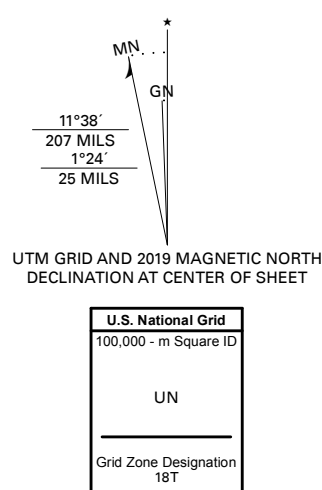 MN
GN
11°38´
207 MILS
1°24´
25 MILS
UTM GRID AND 2019 MAGNETIC NORTH
DECLINATION AT CENTER OF SHEET
U.S. National Grid
100,000 - m Square ID
UN
Grid Zone Designation
18T